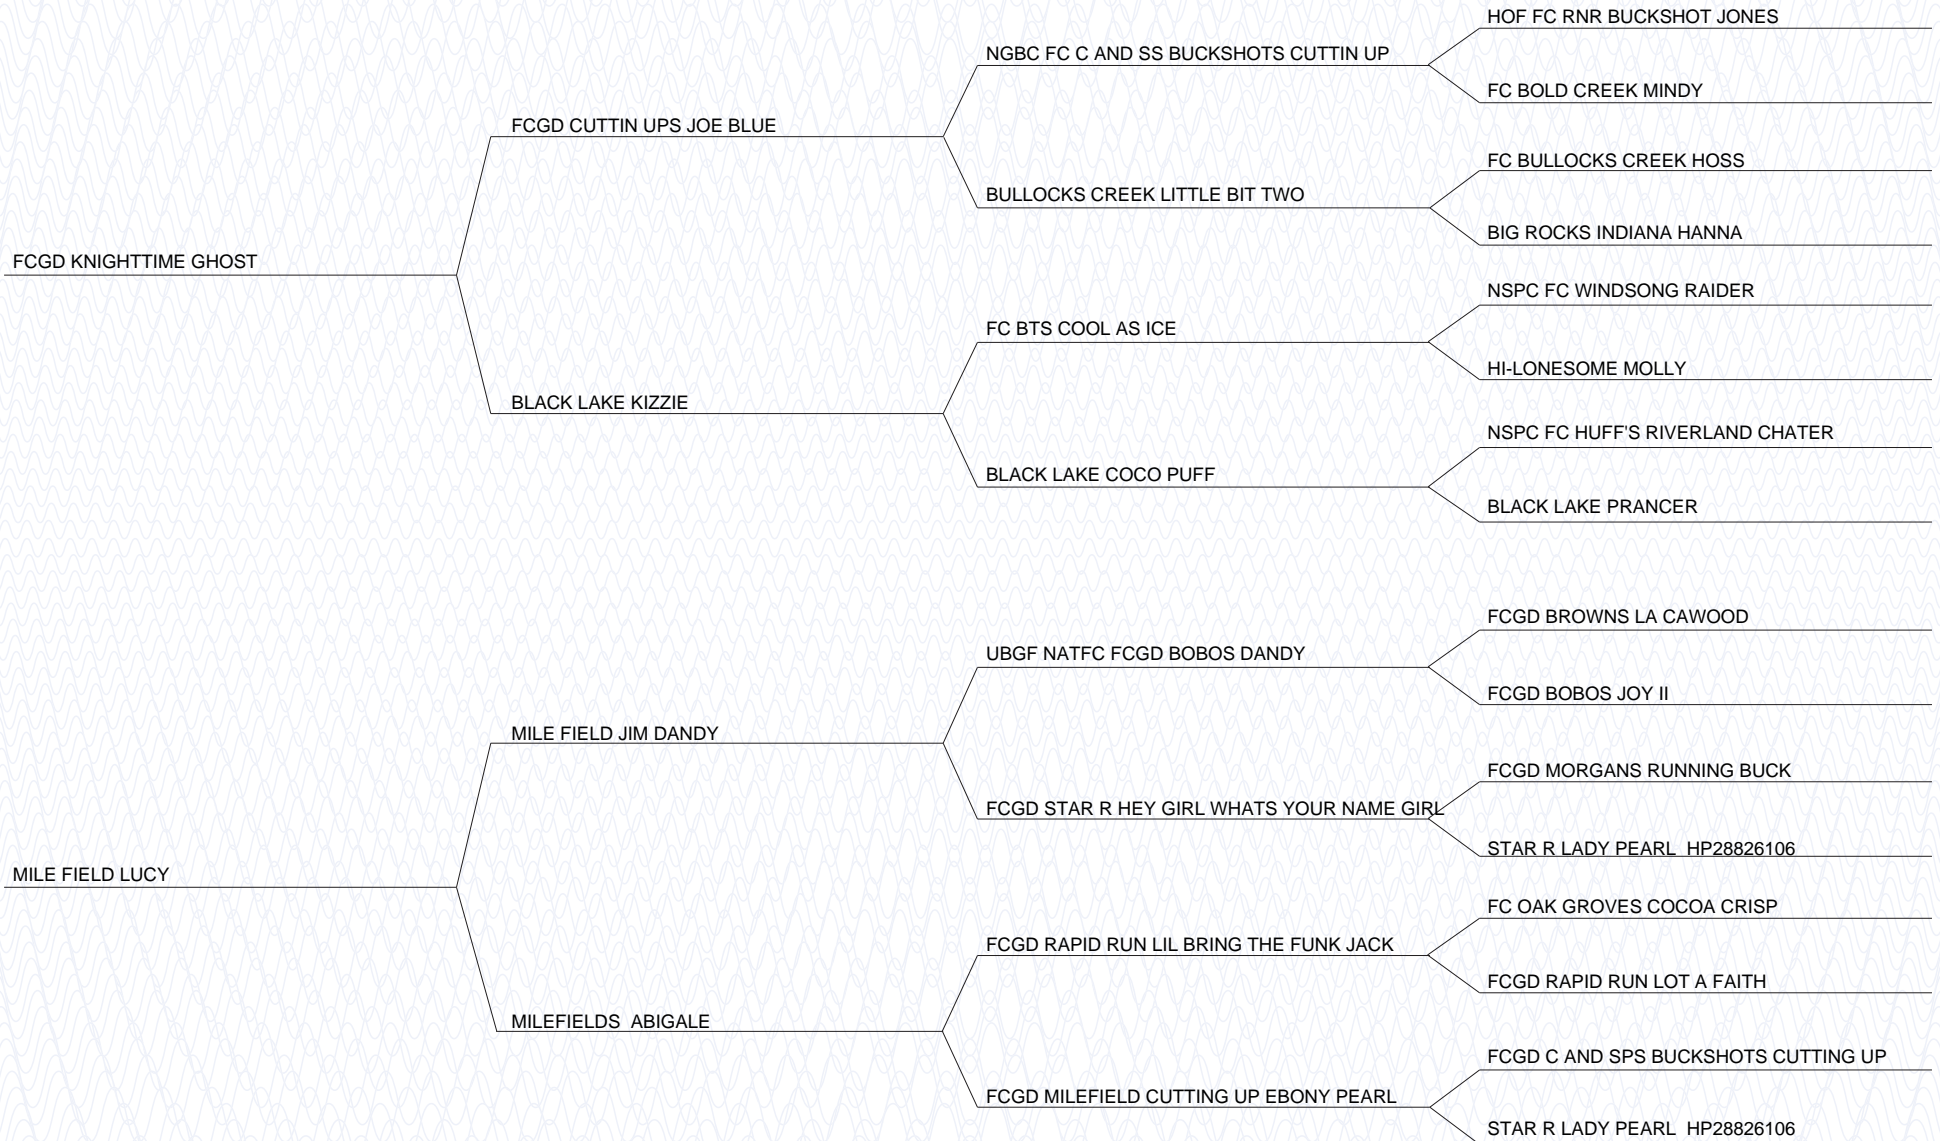 HOF FC RNR BUCKSHOT JONES
NGBC FC C AND SS BUCKSHOTS CUTTIN UP
FC BOLD CREEK MINDY
FCGD CUTTIN UPS JOE BLUE
FC BULLOCKS CREEK HOSS
BULLOCKS CREEK LITTLE BIT TWO
BIG ROCKS INDIANA HANNA
FCGD KNIGHTTIME GHOST
NSPC FC WINDSONG RAIDER
FC BTS COOL AS ICE
HI-LONESOME MOLLY
BLACK LAKE KIZZIE
NSPC FC HUFF'S RIVERLAND CHATER
BLACK LAKE COCO PUFF
BLACK LAKE PRANCER
FCGD BROWNS LA CAWOOD
UBGF NATFC FCGD BOBOS DANDY
FCGD BOBOS JOY II
MILE FIELD JIM DANDY
FCGD MORGANS RUNNING BUCK
FCGD STAR R HEY GIRL WHATS YOUR NAME GIRL
STAR R LADY PEARL  HP28826106
MILE FIELD LUCY
FC OAK GROVES COCOA CRISP
FCGD RAPID RUN LIL BRING THE FUNK JACK
FCGD RAPID RUN LOT A FAITH
MILEFIELDS  ABIGALE
FCGD C AND SPS BUCKSHOTS CUTTING UP
FCGD MILEFIELD CUTTING UP EBONY PEARL
STAR R LADY PEARL  HP28826106